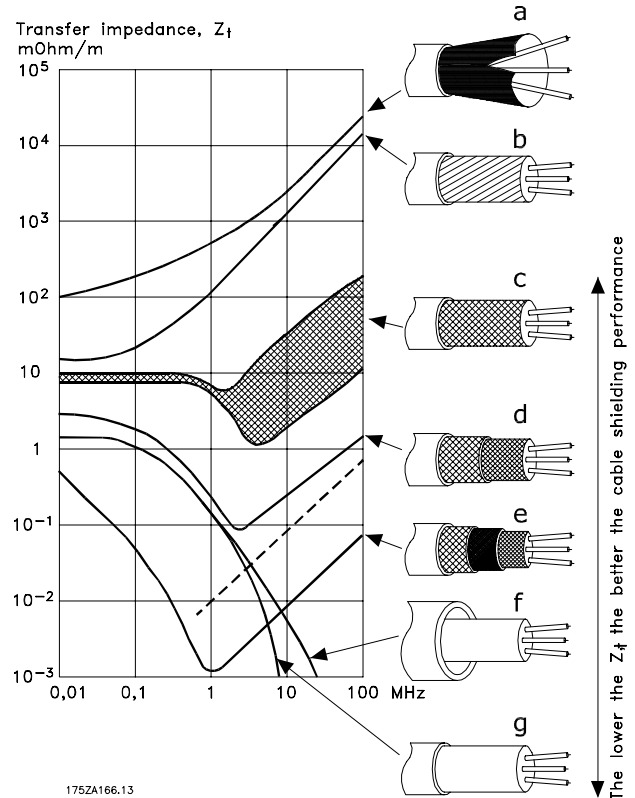 Transfer impedance, Zt
mOhm/m
a
10⁵
b
10⁴
10³
c
10²
10
d
1
e
10⁻¹
f
10⁻²
10⁻³
0,01 0,1 1 10 100 MHz
g
The lower the Zt the better the cable shielding performance
175ZA166.13